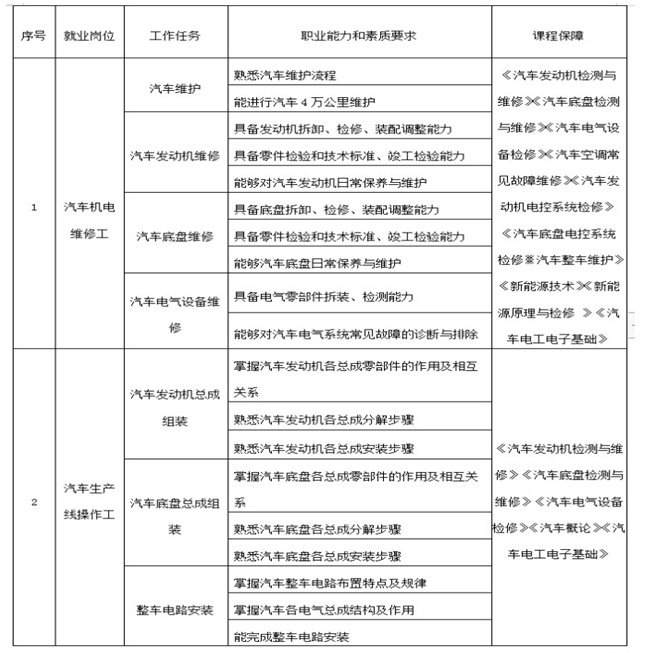 序号 就业岗位 工作任务 职业能力和素质要求 课程保障
1
汽车机电
维修工
汽车维护
熟悉汽车维护流程
能进行汽车4万公里维护
汽车发动机维修
具备发动机拆卸、检修、装配调整能力
具备零件检验和技术标准、竣工检验能力
能够对汽车发动机日常保养与维护
汽车底盘维修
具备底盘拆卸、检修、装配调整能力
具备零件检验和技术标准、竣工检验能力
能够汽车底盘日常保养与维护
汽车电气设备维
修
具备电气零部件拆装、检测能力
能够对汽车电气系统常见故障的诊断与排除
《汽车发动机检测与
维修》《汽车底盘检测
与维修》《汽车电气设
备检修》《汽车空调常
见故障维修》《汽车发
动机电控系统检修》
《汽车底盘电控系统
检修》《汽车整车维护》
《新能源技术》《新能
源原理与检修 》《汽
车电工电子基础》
2
汽车生产
线操作工
汽车发动机总成
组装
掌握汽车发动机各总成零部件的作用及相互
关系
熟悉汽车发动机各总成分解步骤
熟悉汽车发动机各总成安装步骤
汽车底盘总成组
装
掌握汽车底盘各总成零部件的作用及相互关
系
熟悉汽车底盘各总成分解步骤
熟悉汽车底盘各总成安装步骤
整车电路安装
掌握汽车整车电路布置特点及规律
掌握汽车各电气总成结构及作用
能完成整车电路安装
《汽车发动机检测与维
修》《汽车底盘检测与
维修》《汽车电气设备
检修》《汽车概论》《汽
车电工电子基础》